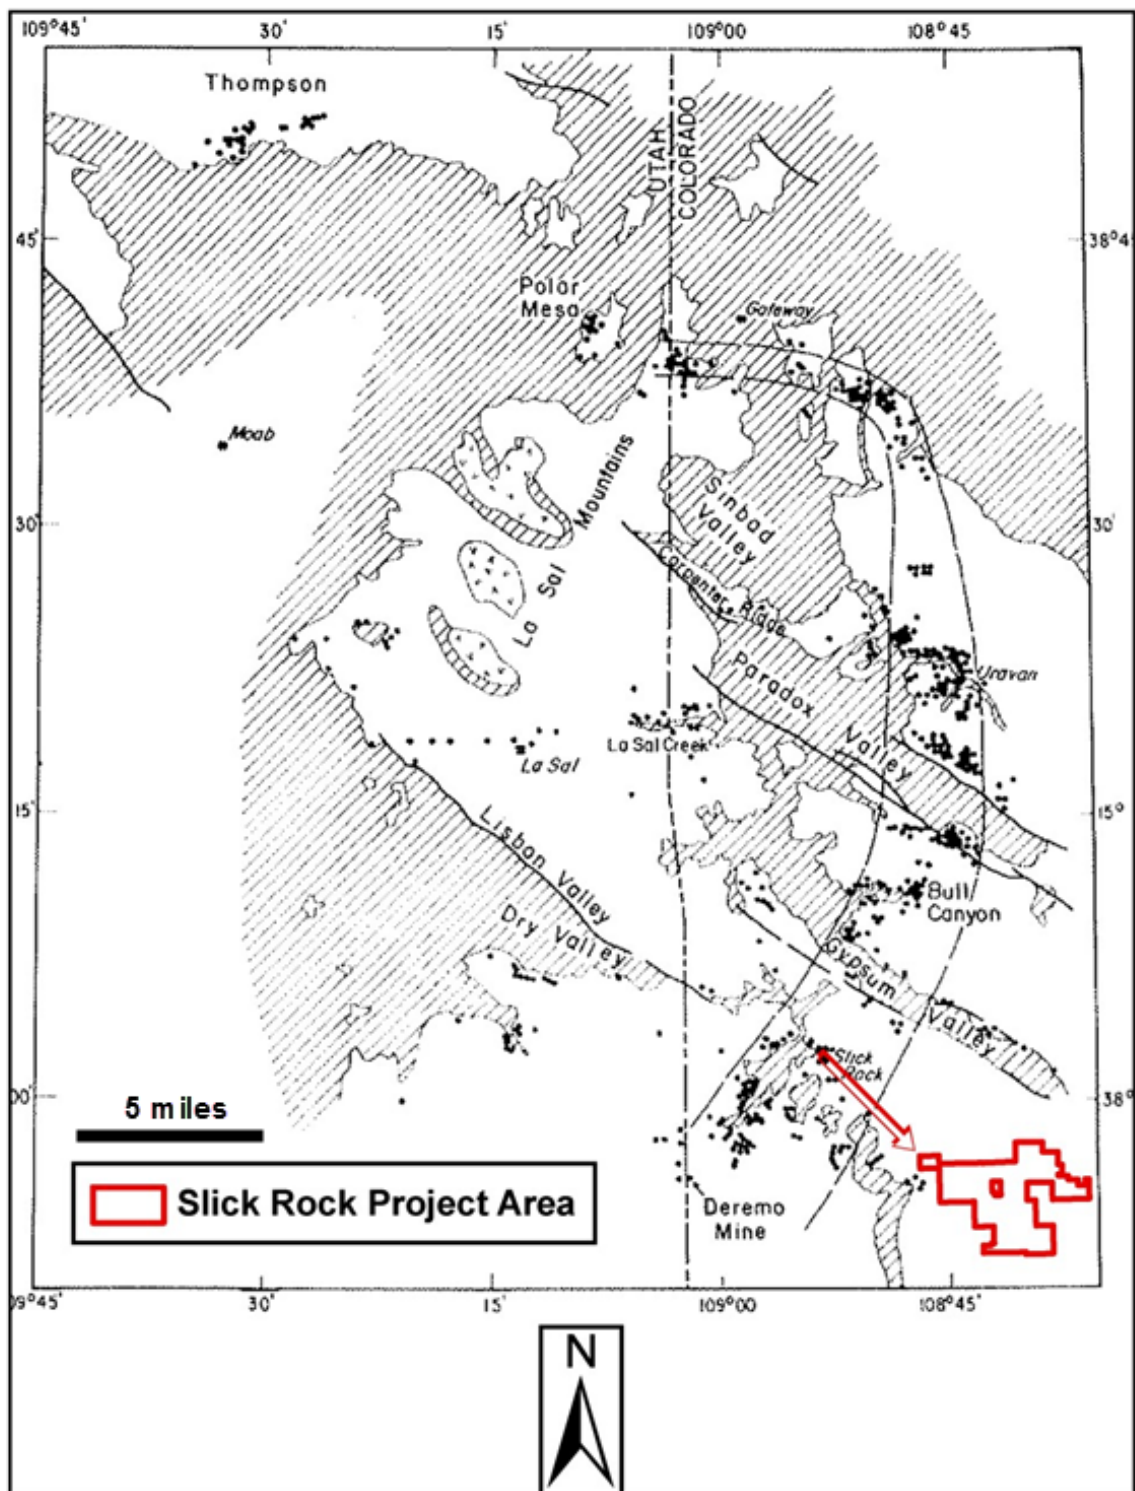 109°45'
30'
15'
109°00
108°45
Thompson
UTAH
COLORADO
45'
38°4
Polar
Mesa
Gateway
Moab
La Sal Mountains
Sinbad
Valley
30'
30'
Carpenter Ridge
Paradox
Valley
Uravan
La Sal Creek
La Sal
15'
15°
Lisbon Valley
Bull
Canyon
Dry Valley
Gypsum
Valley
Slick
Rock
00'
38°
5 miles
Slick Rock Project Area
Deremo
Mine
09°45'
30'
15'
109°00
108°45
N